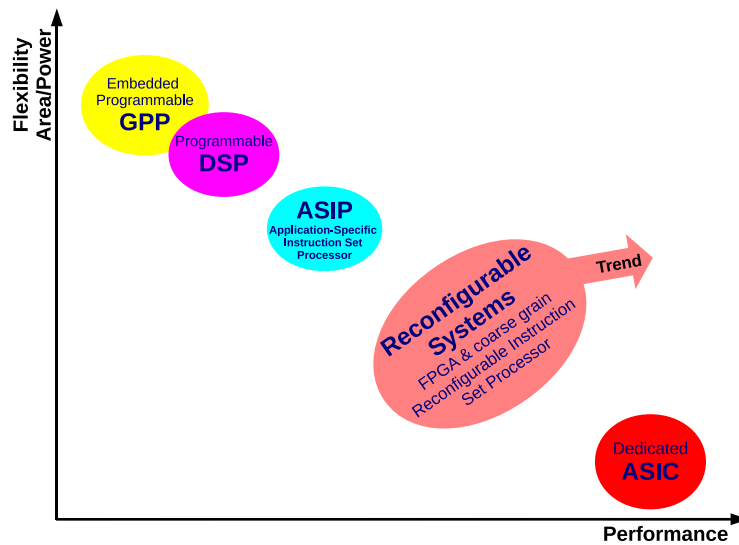 Flexibility
Area/Power
Embedded
Programmable
GPP
Programmable
DSP
ASIP
Application-Specific
Instruction Set
Processor
Reconfigurable
Systems
FPGA & coarse grain
Reconfigurable Instruction
Set Processor
Trend
Dedicated
ASIC
Performance